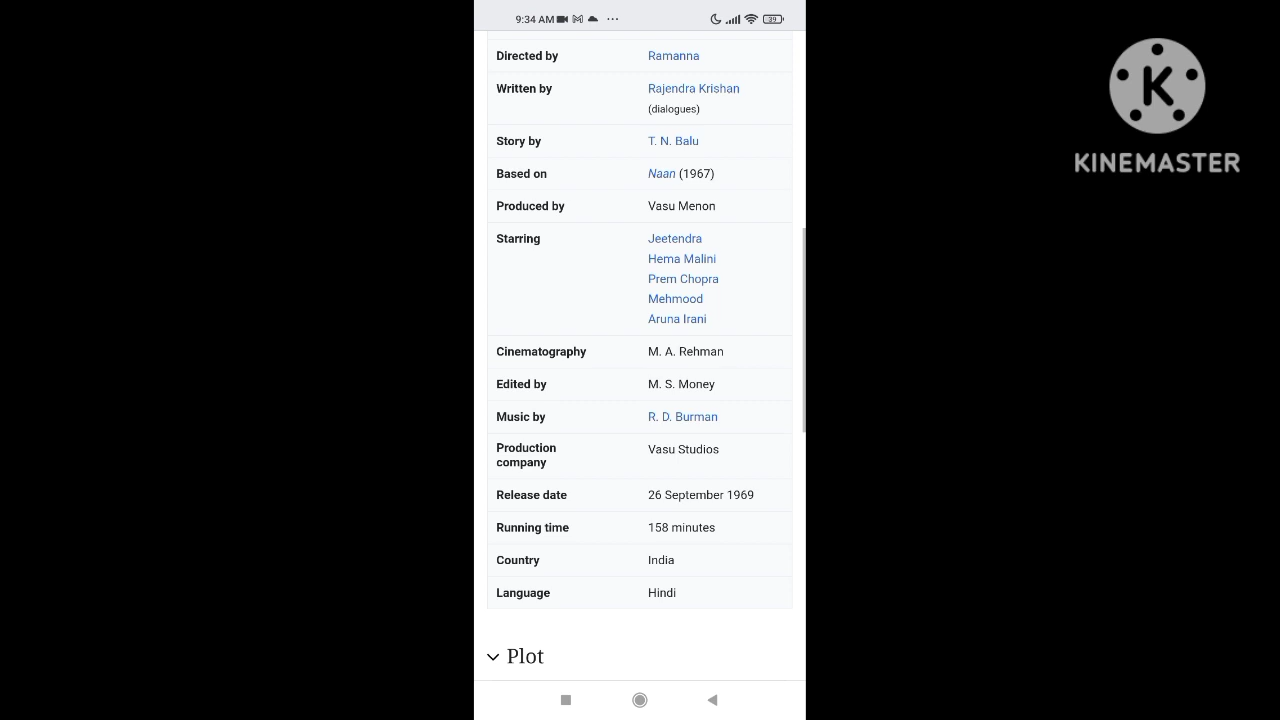 9:34 AM
39
Directed by Ramanna
Written by Rajendra Krishan
(dialogues)
Story by T. N. Balu
Based on Naan (1967)
Produced by Vasu Menon
Starring Jeetendra
Hema Malini
Prem Chopra
Mehmood
Aruna Irani
Cinematography M. A. Rehman
Edited by M. S. Money
Music by R. D. Burman
Production Vasu Studios
company
Release date 26 September 1969
Running time 158 minutes
Country India
Language Hindi
Plot
K
KINEMASTER